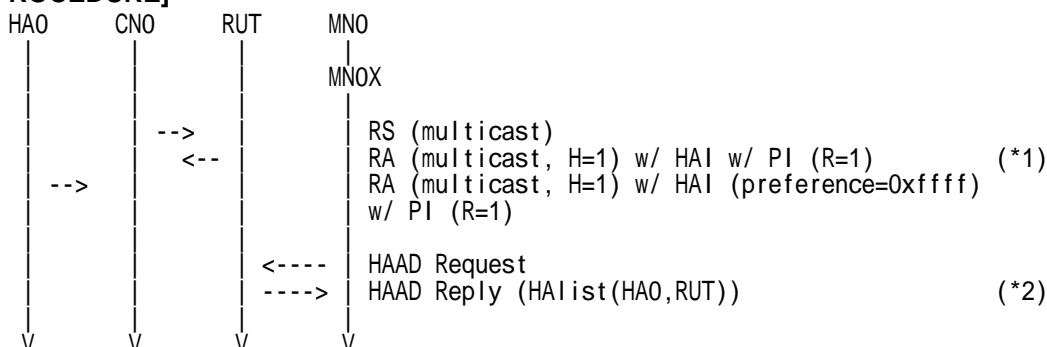 HA0 CN0 RUT MN0
MN0X
--> RS (multicast)
<-- RA (multicast, H=1) w/ HAI w/ PI (R=1) (*1)
--> RA (multicast, H=1) w/ HAI (preference=0xffff)
w/ PI (R=1)
<---- HAAD Request
----> HAAD Reply (HAlist(HA0,RUT)) (*2)
V V V V